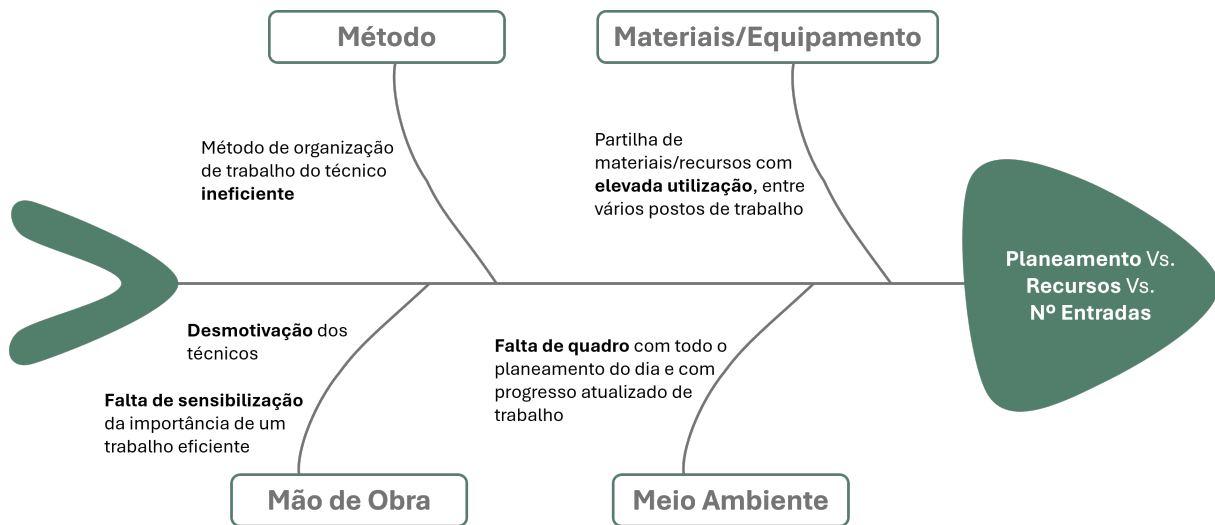 Método
Materiais/Equipamento
Método de organização
de trabalho do técnico
ineficiente
Partilha de
materiais/recursos com
elevada utilização, entre
vários postos de trabalho
Planeamento Vs.
Recursos Vs.
Nº Entradas
Desmotivação dos
técnicos
Falta de sensibilização
da importância de um
trabalho eficiente
Falta de quadro com todo o
planeamento do dia e com
progresso atualizado de
trabalho
Mão de Obra
Meio Ambiente